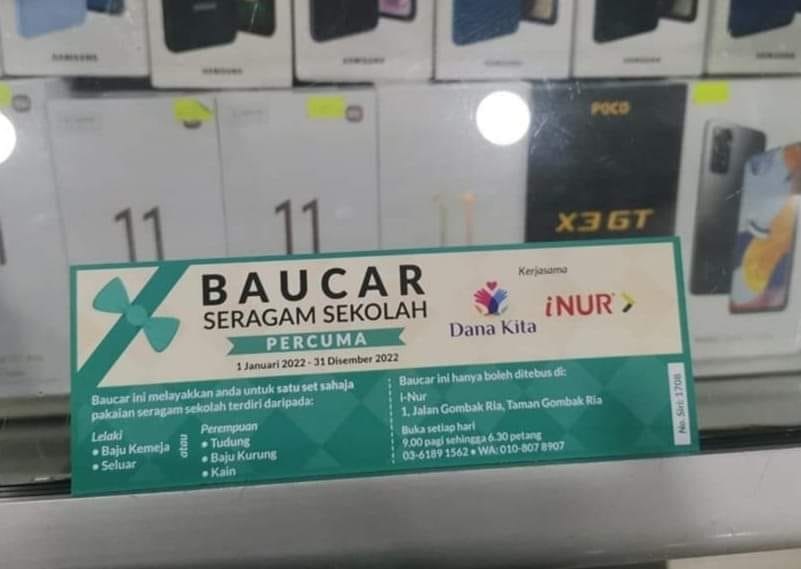 SAMSUNG
SAMSUNG
SAMSUNG
SAMSUNG
11
11
POCO
X3 GT
BAUCAR
SERAGAM SEKOLAH
PERCUMA
1 Januari 2022 - 31 Disember 2022
Kerjasama
Dana Kita
iNUR
Baucar ini melayakkan anda untuk satu set sahaja
pakaian seragam sekolah terdiri daripada:
Lelaki
• Baju Kemeja
• Seluar
atau
Perempuan
• Tudung
• Baju Kurung
• Kain
Baucar ini hanya boleh ditebus di:
i-Nur
1, Jalan Gombak Ria, Taman Gombak Ria
Buka setiap hari
9.00 pagi sehingga 6.30 petang
03-6189 1562 • WA: 010-807 8907
No. Siri: 1708